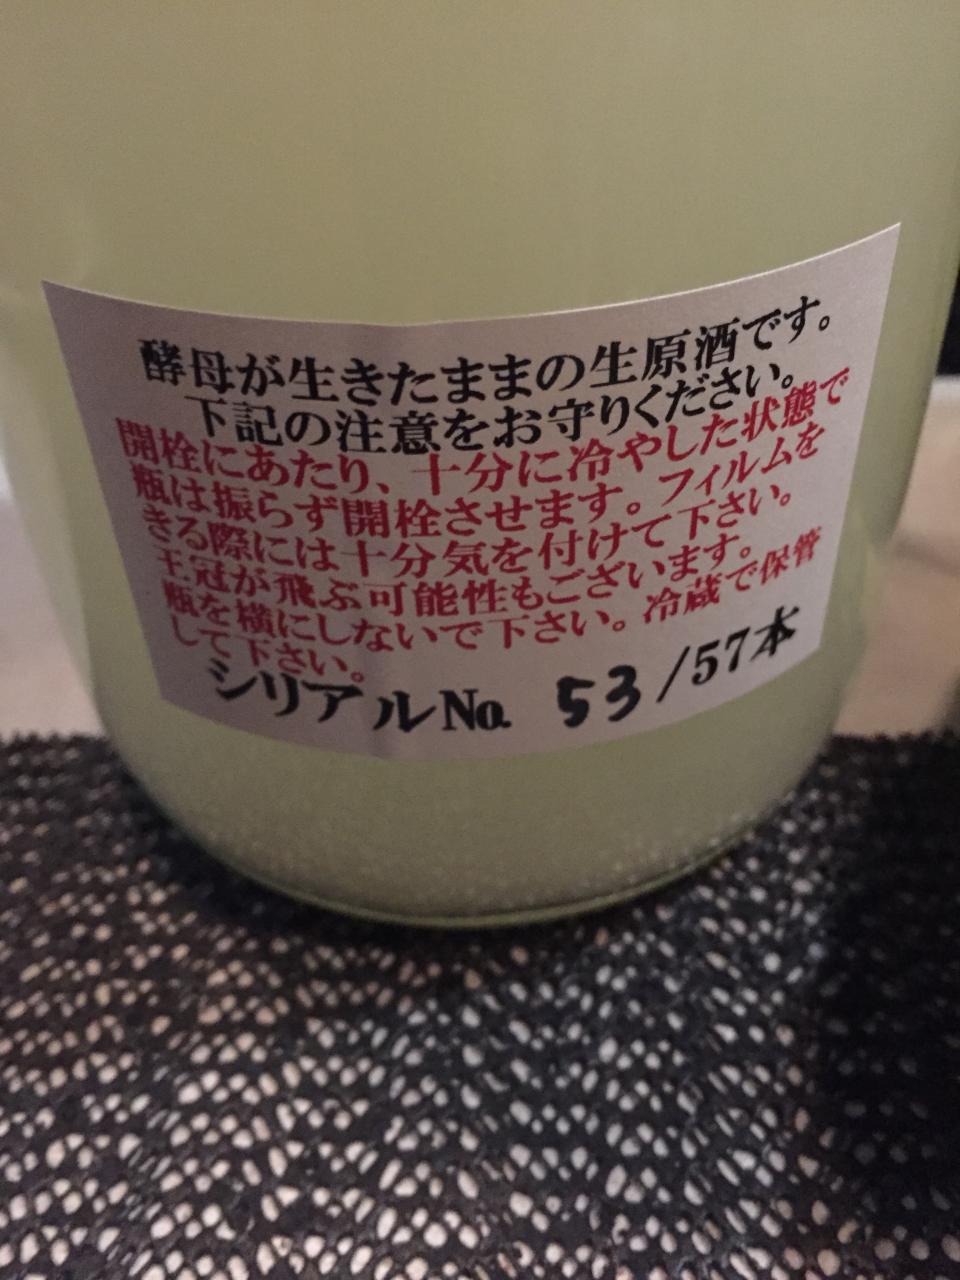 酵母が生きたままの生原酒です。
下記の注意をお守りください。
開栓にあたり、十分に冷やした状態で
瓶は振らず開栓させます。フィルムを
きる際には十分気を付けて下さい。
王冠が飛ぶ可能性もございます。
瓶を横にしないで下さい。冷蔵で保管
して下さい。
シリアルNo. 53/57本